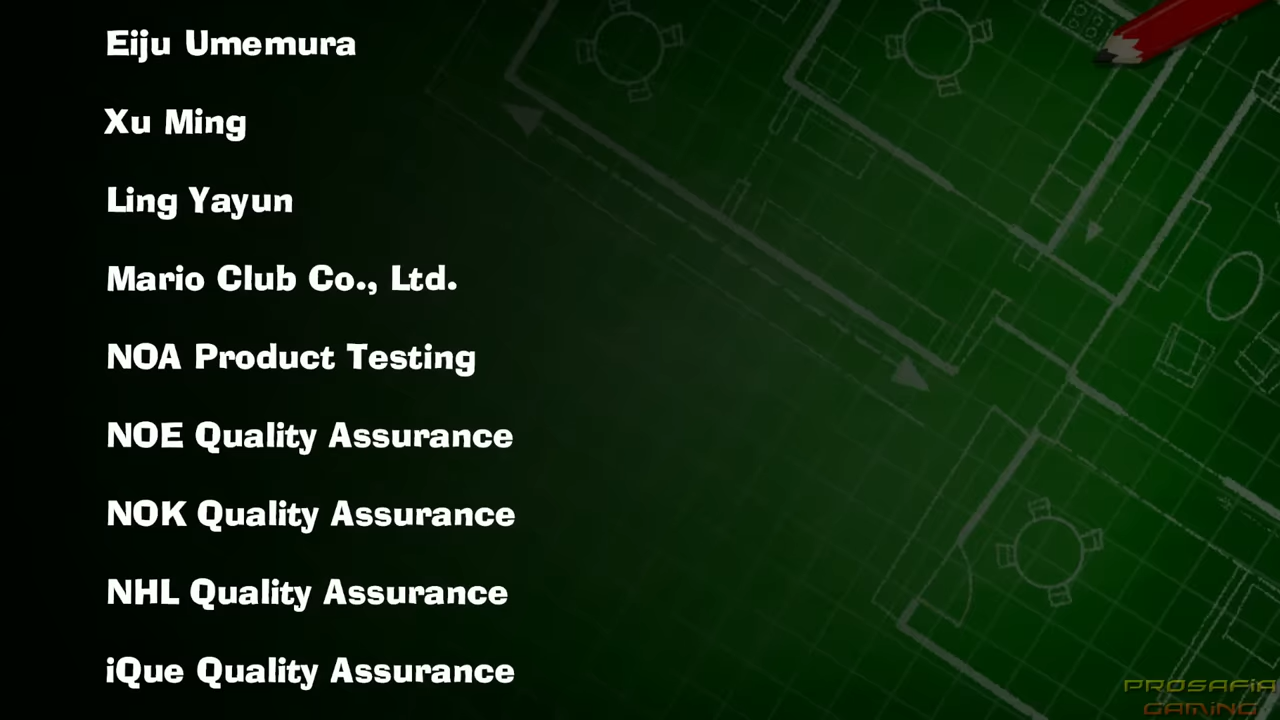 Eiju Umemura
Xu Ming
Ling Yayun
Mario Club Co., Ltd.
NOA Product Testing
NOE Quality Assurance
NOK Quality Assurance
NHL Quality Assurance
iQue Quality Assurance
PROSAFiA
GAMiNG